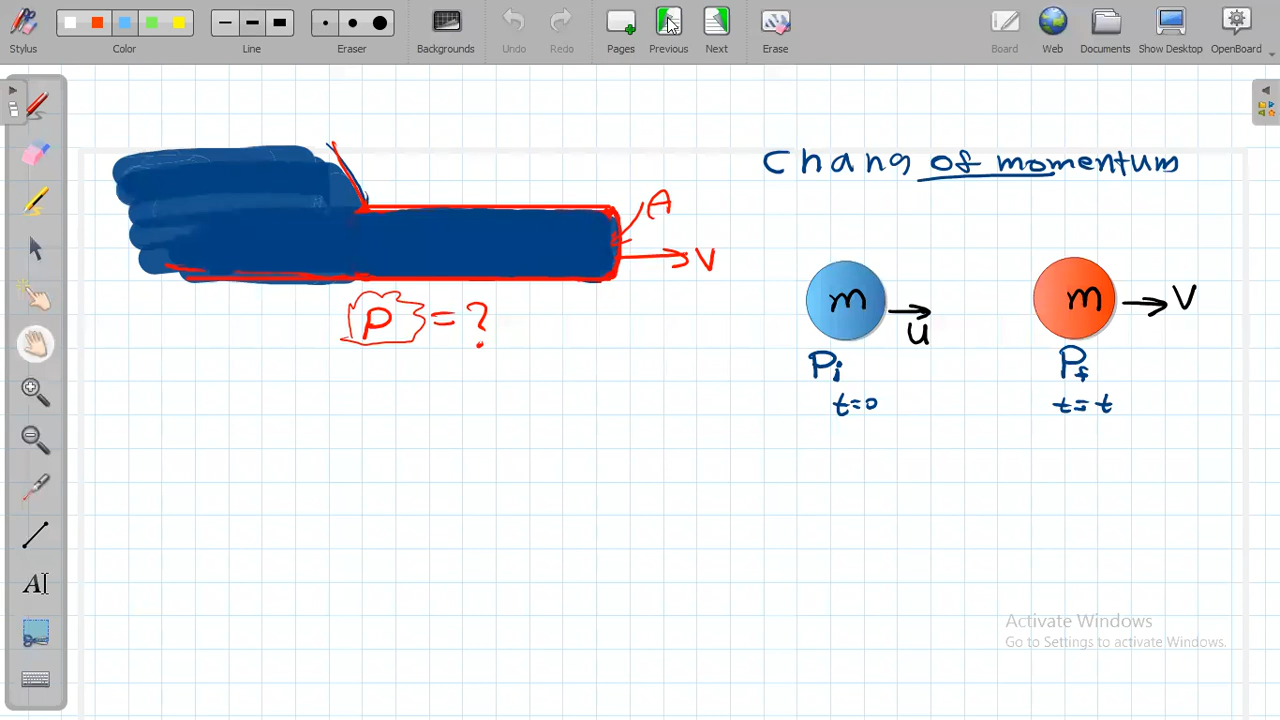 Stylus
Color
Line
Eraser
Backgrounds
Undo
Redo
Pages
Previous
Next
Erase
Board
Web
Documents
Show Desktop
OpenBoard
Chang of momentum
A
V
P = ?
m
u
Pi
t=0
m
V
Pf
t=t
AI
Activate Windows
Go to Settings to activate Windows.